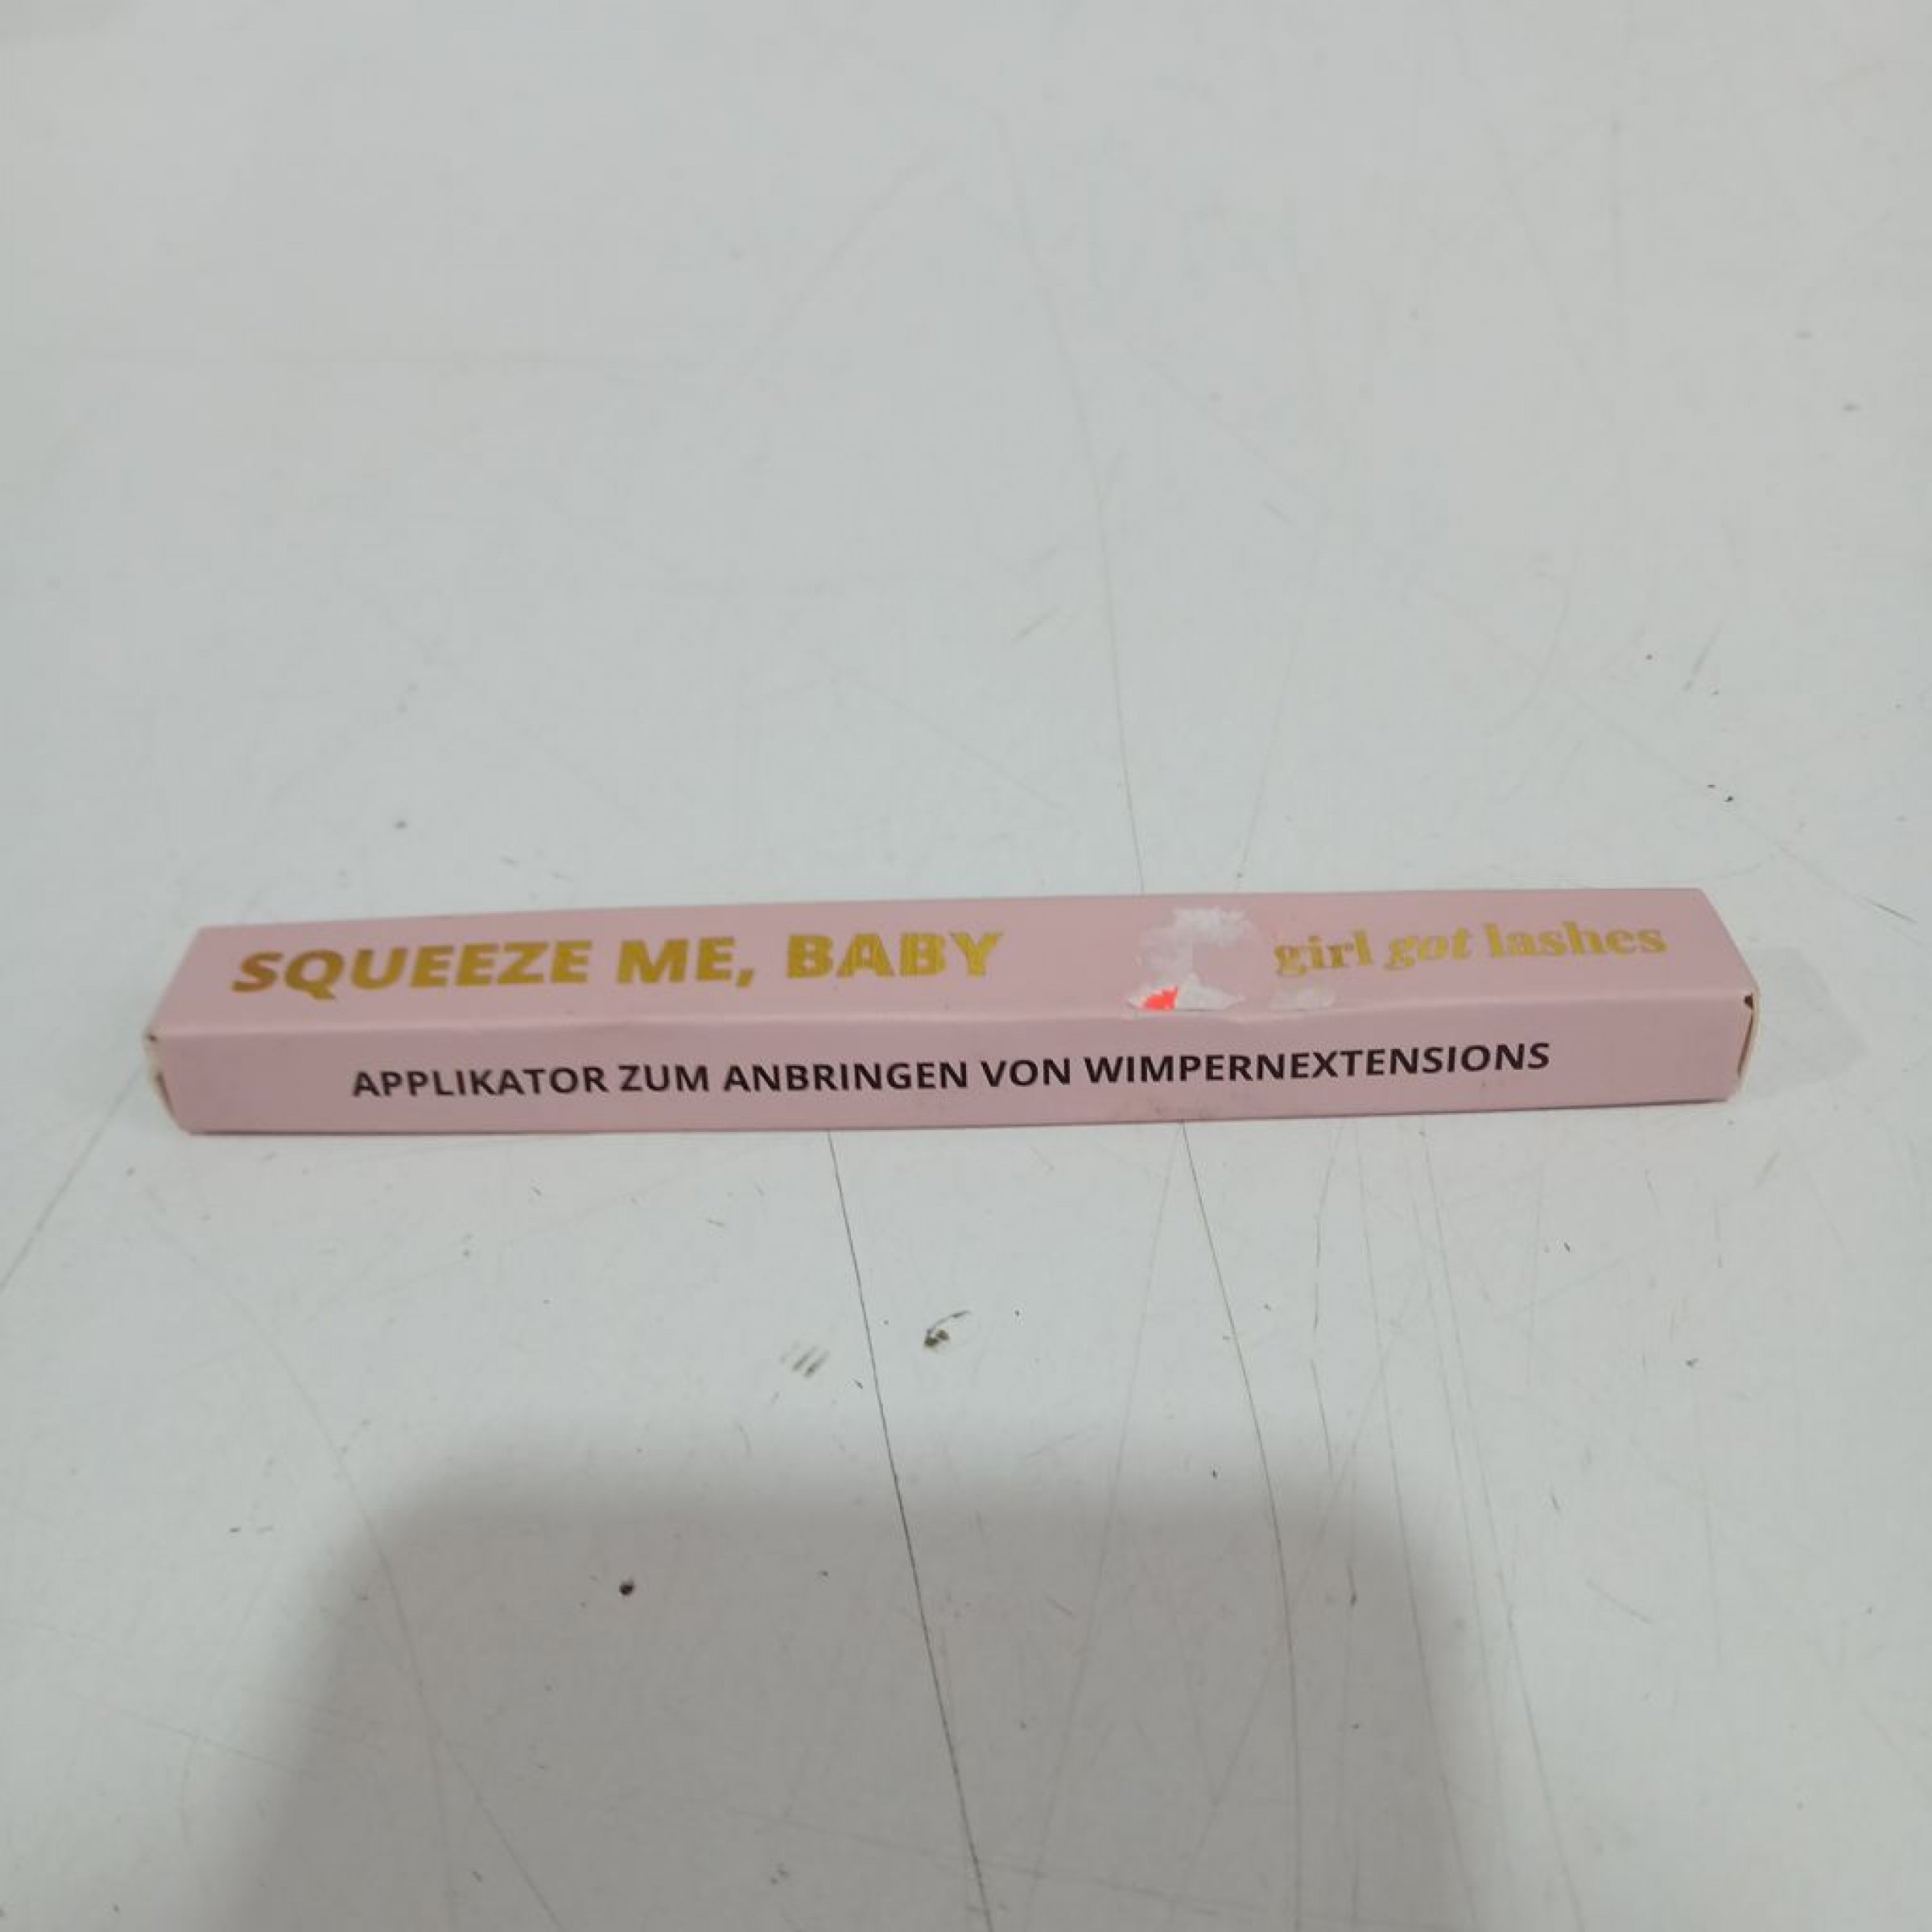 SQUEEZE ME, BABY
girl got lashes
APPLIKATOR ZUM ANBRINGEN VON WIMPERNEXTENSIONS